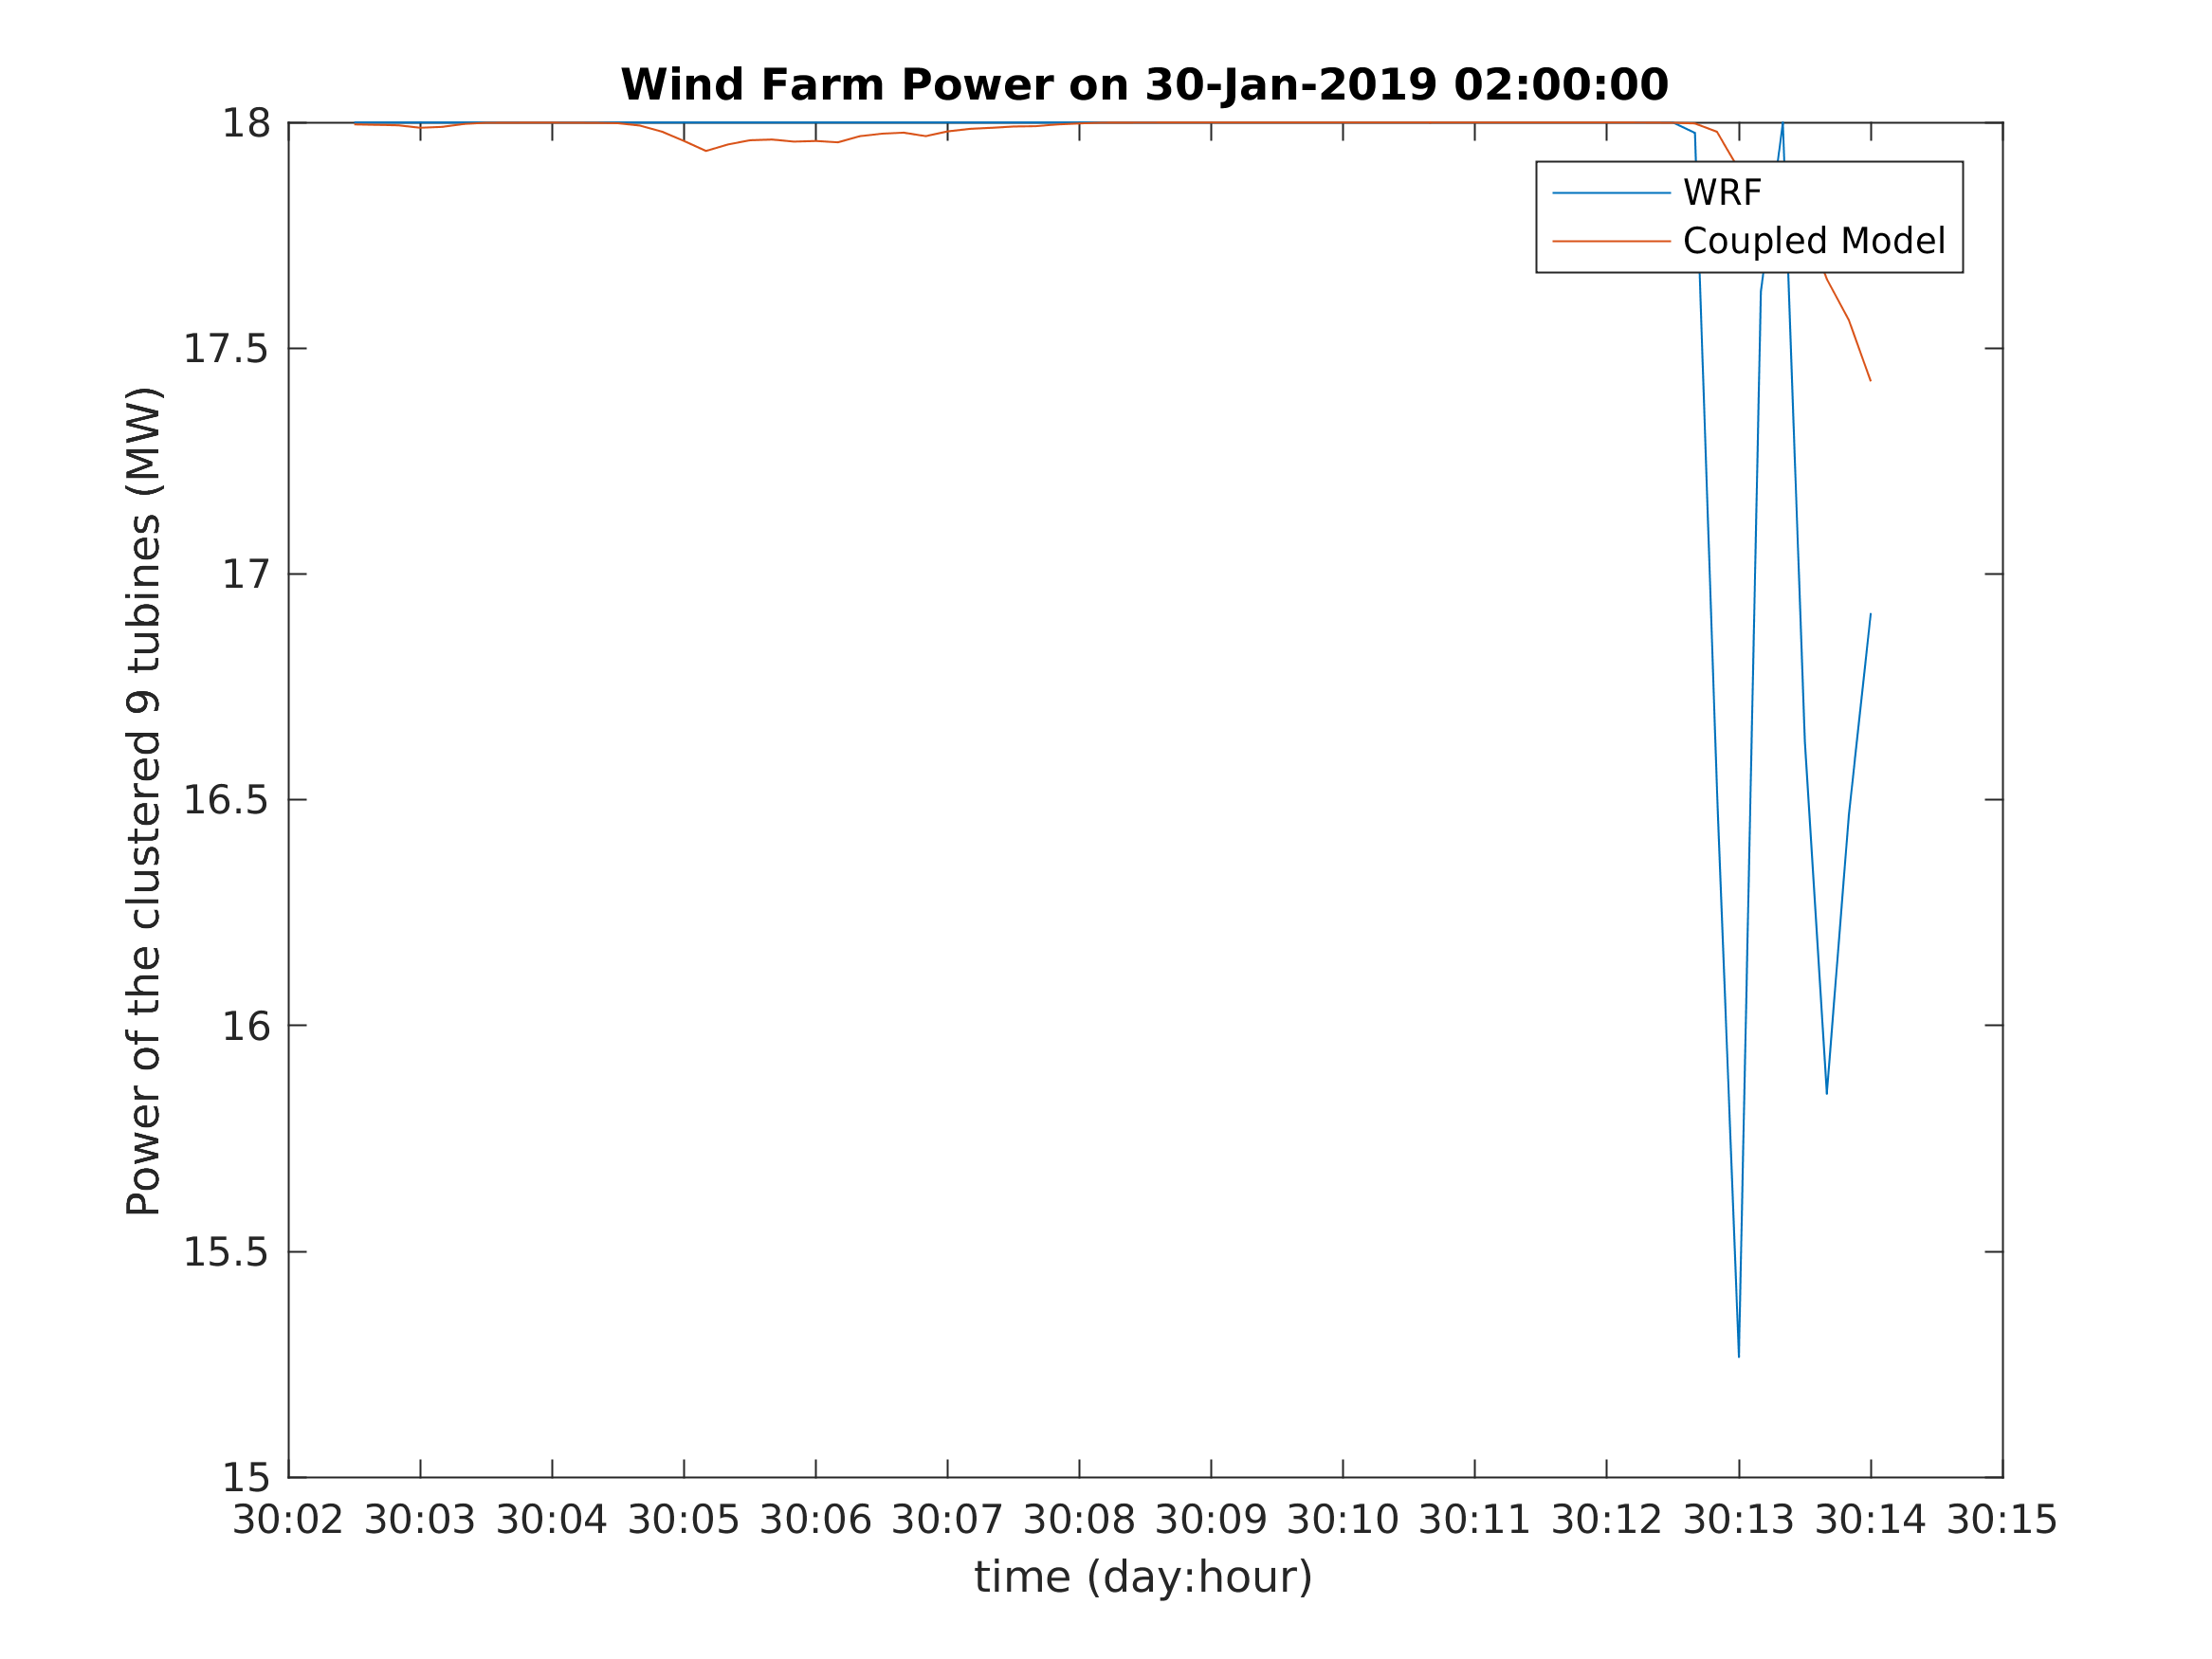 Wind Farm Power on 30-Jan-2019 02:00:00
18
17.5
17
16.5
16
15.5
15
Power of the clustered 9 tubines (MW)
WRF
Coupled Model
30:02 30:03 30:04 30:05 30:06 30:07 30:08 30:09 30:10 30:11 30:12 30:13 30:14 30:15
time (day:hour)